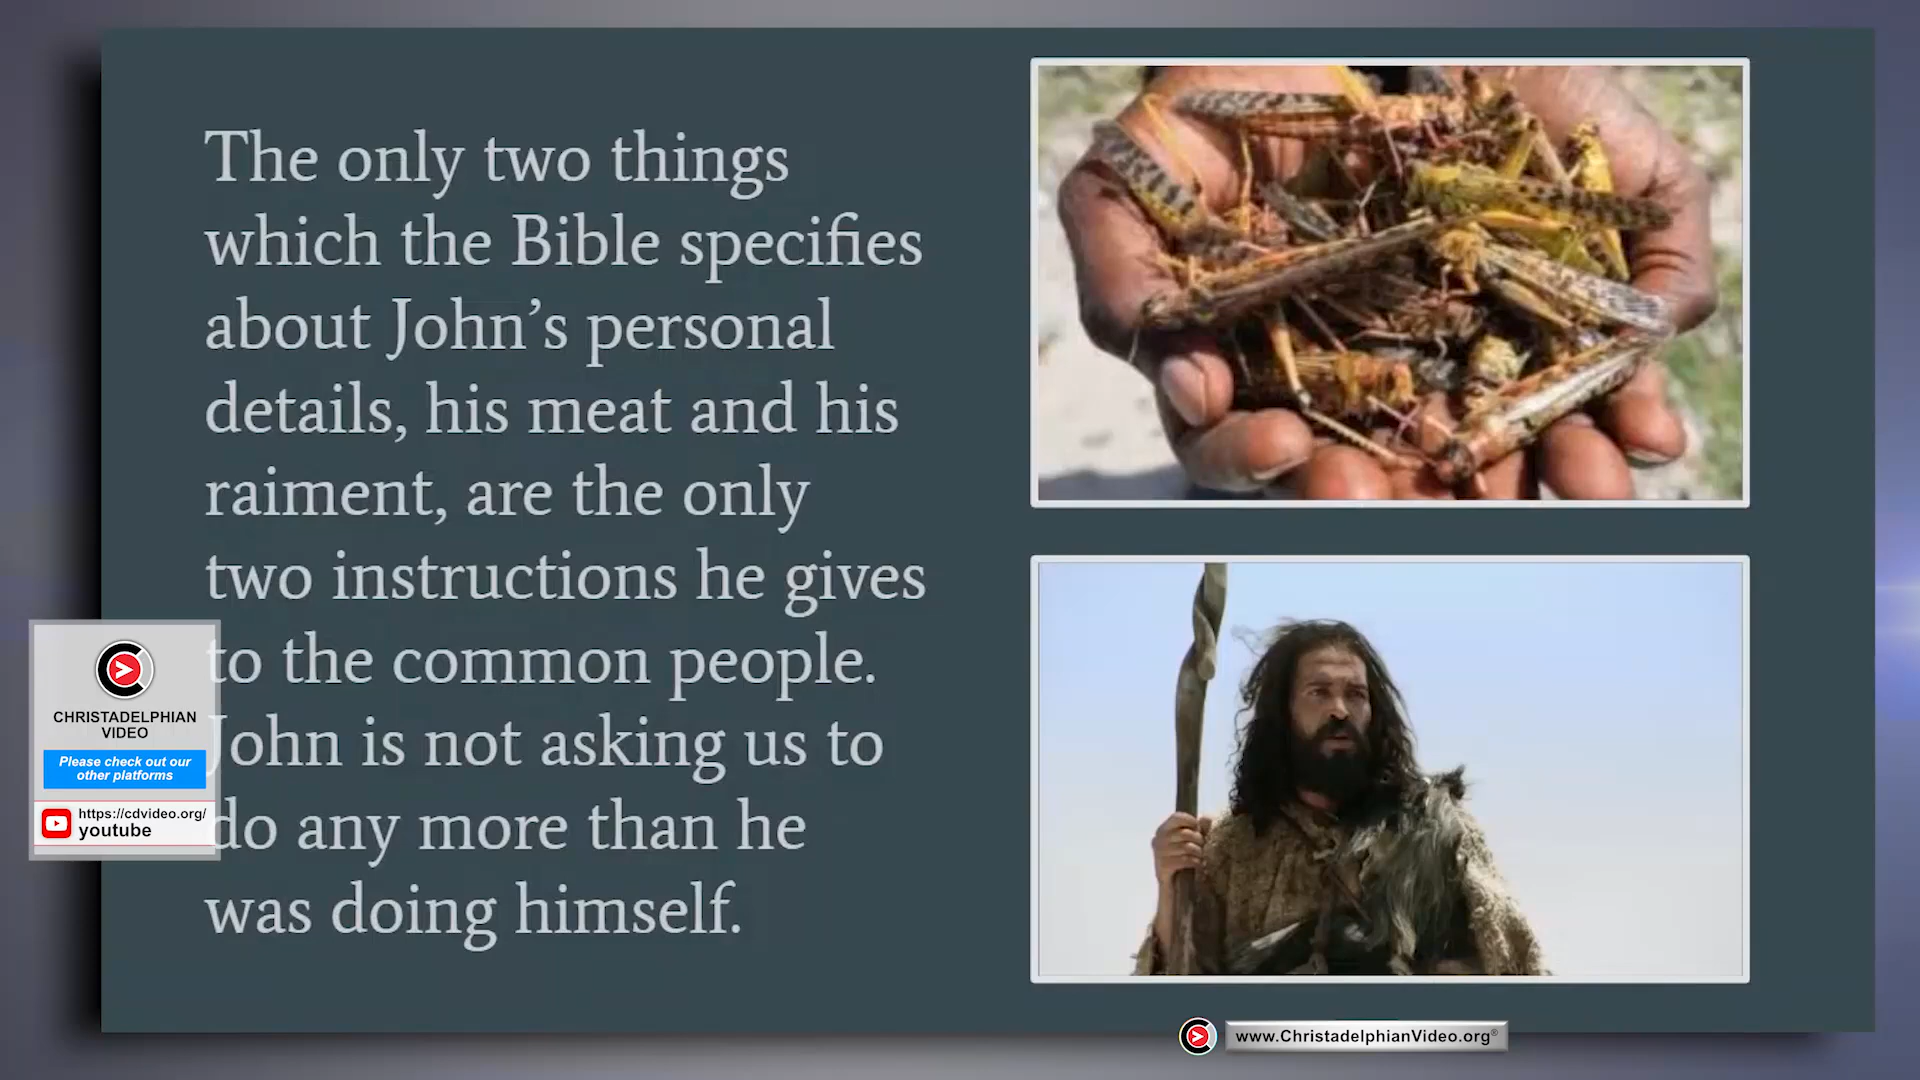 The only two things
which the Bible specifies
about John’s personal
details, his meat and his
raiment, are the only
two instructions he gives
to the common people.
John is not asking us to
do any more than he
was doing himself.
CHRISTADELPHIAN
VIDEO
Please check out our
other platforms
https://cdvideo.org/
youtube
www.ChristadelphianVideo.org®